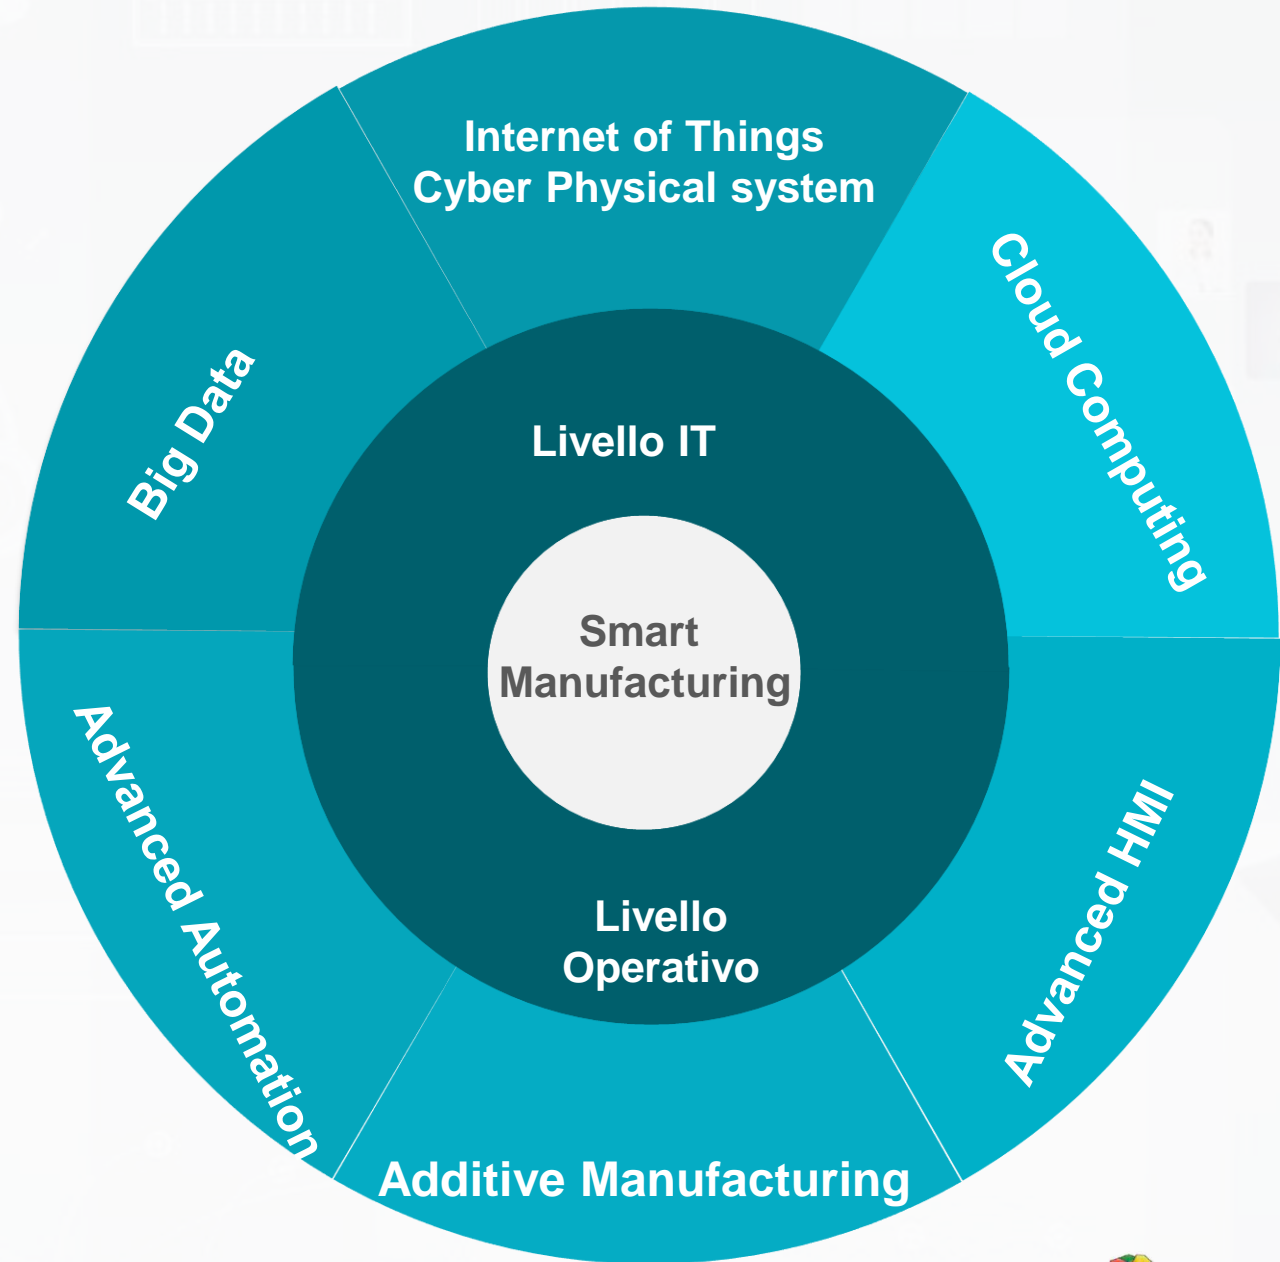 Internet of Things
Cyber Physical system
Cloud Computing
Big Data
Livello IT
Smart
Manufacturing
Advanced Automation
Advanced HMI
Livello
Operativo
Additive Manufacturing